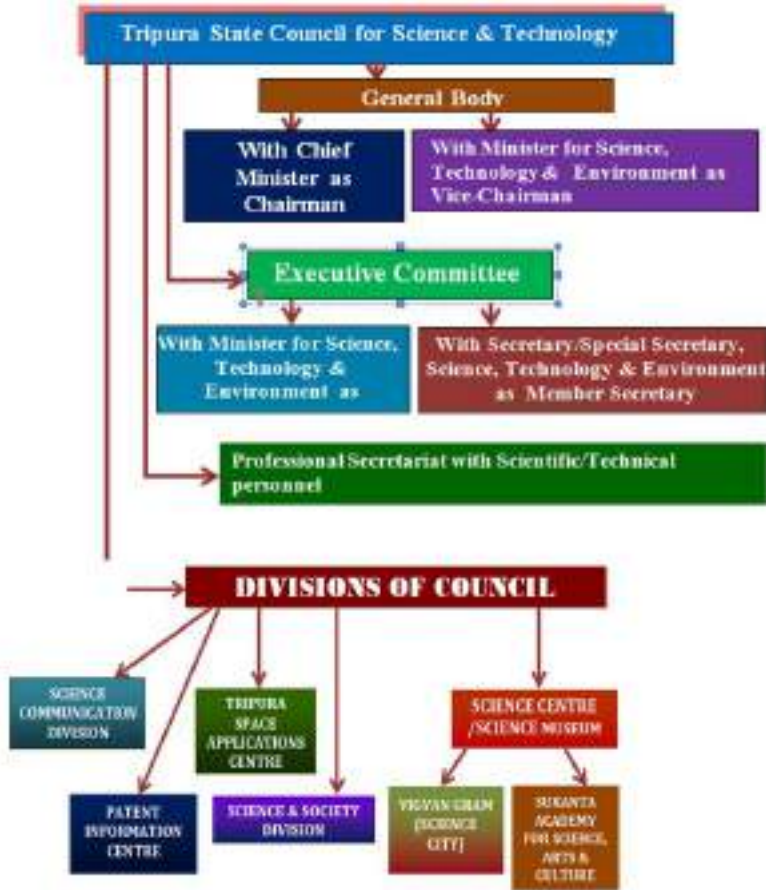 Tripura State Council for Science & Technology
General Body
With Chief
Minister as
Chairman
With Minister for Science,
Technology & Environment as
Vice-Chairman
Executive Committee
With Minister for Science,
Technology &
Environment as
With Secretary/Special Secretary,
Science, Technology & Environment
as Member Secretary
Professional Secretariat with Scientific/Technical
personnel
DIVISIONS OF COUNCIL
SCIENCE
COMMUNICATION
DIVISION
TRIPURA
SPACE
APPLICATIONS
CENTRE
SCIENCE CENTRE
/SCIENCE MUSEUM
PATENT
INFORMATION
CENTRE
SCIENCE & SOCIETY
DIVISION
VIGYAN GRAM
[SCIENCE
CITY]
SUKANTA
ACADEMY
FOR SCIENCE,
ARTS &
CULTURE